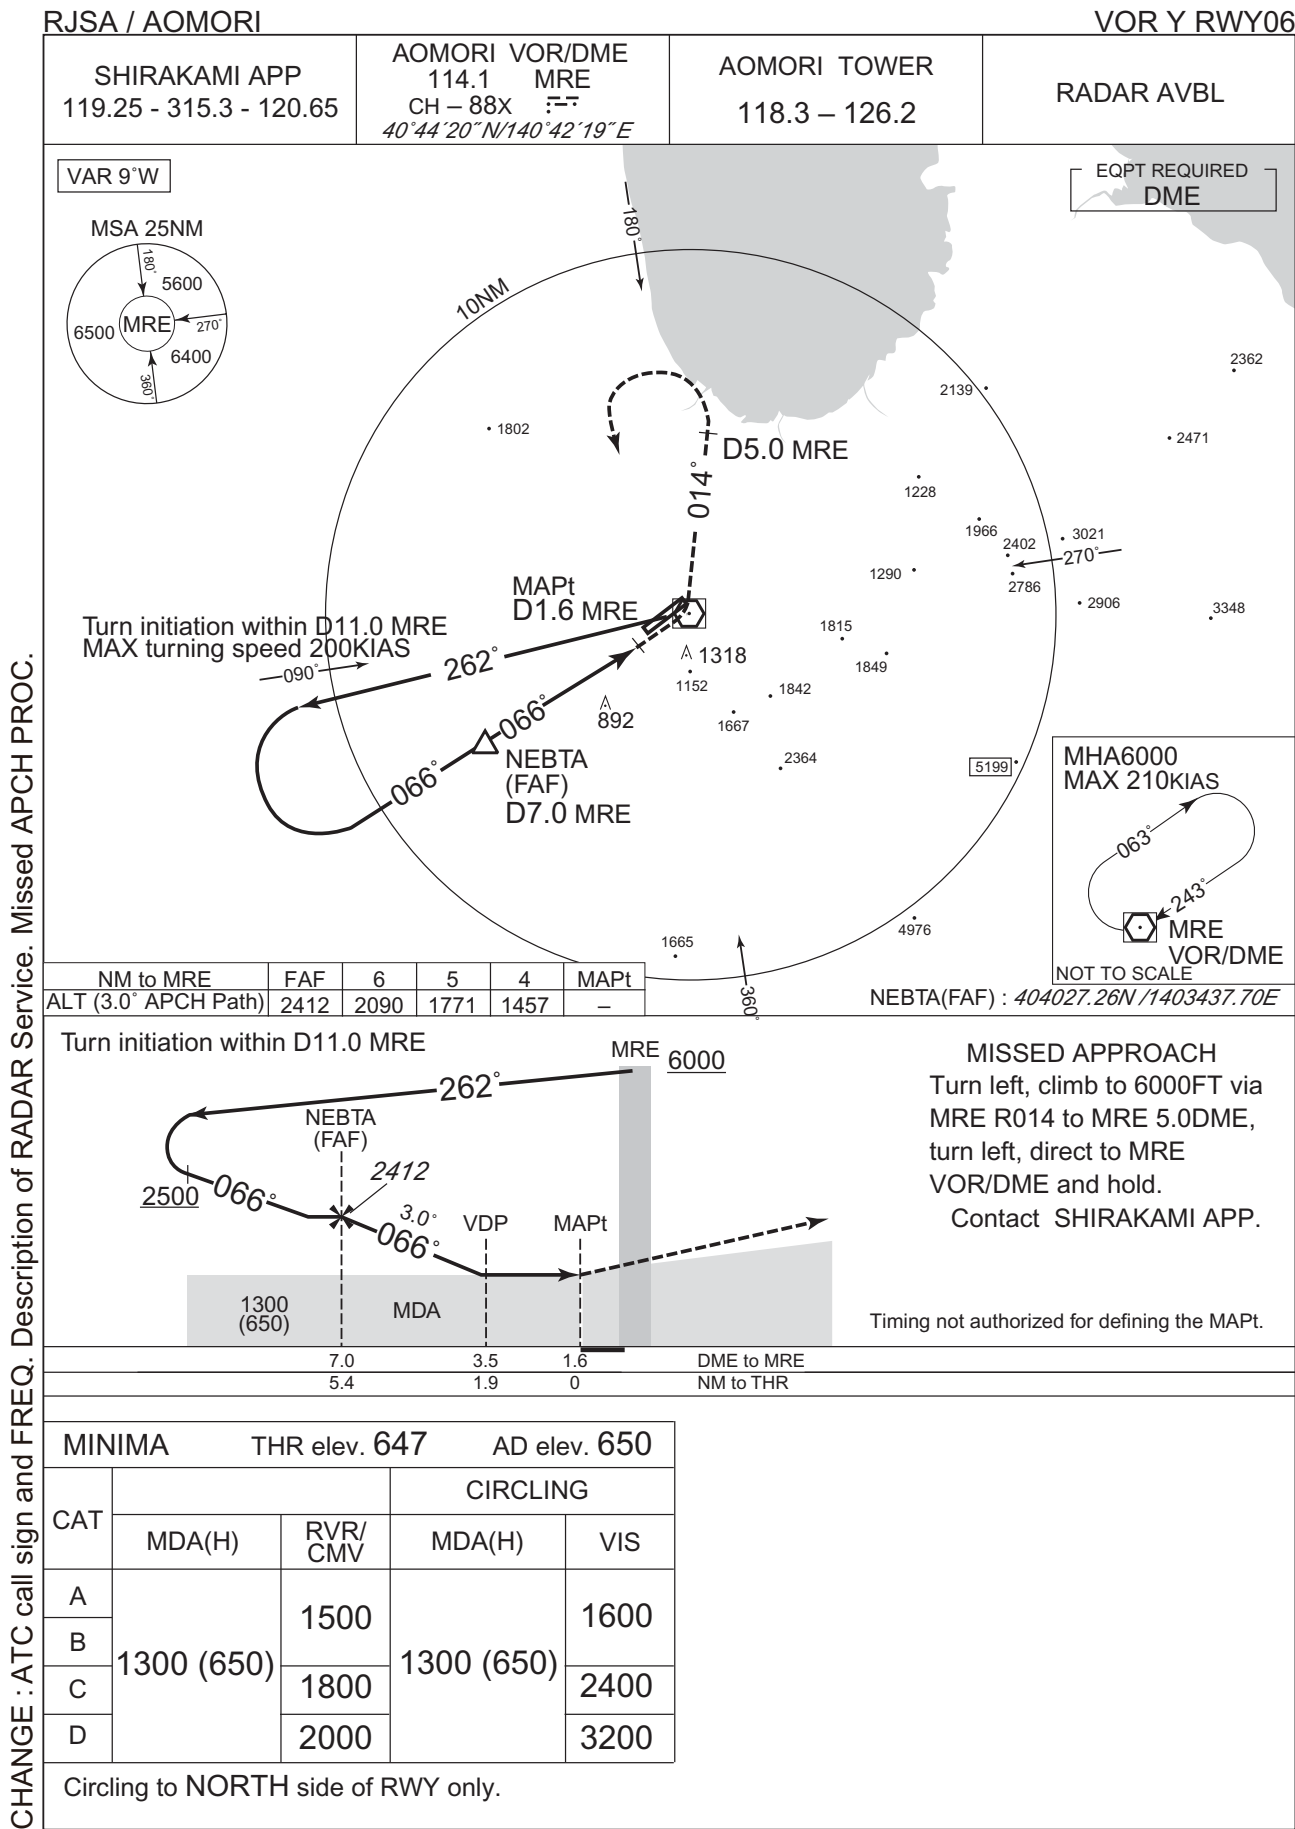 RJSA / AOMORI
VOR Y RWY06
SHIRAKAMI APP
119.25 - 315.3 - 120.65
AOMORI VOR/DME
114.1 MRE
CH – 88X
40°44´20˝N/140°42´19˝E
AOMORI TOWER
118.3 – 126.2
RADAR AVBL
VAR 9°W
EQPT REQUIRED
DME
MSA 25NM
180°
5600
6500
MRE
270°
6400
360°
180°
10NM
2362
2139
1802
2471
D5.0 MRE
1228
014°
1966
3021
2402
270°
1290
2786
MAPt
D1.6 MRE
2906
3348
Turn initiation within D11.0 MRE
MAX turning speed 200KIAS
1815
1318
1849
090°
262°
1152
1842
892
1667
066°
NEBTA
(FAF)
D7.0 MRE
066°
2364
5199
MHA6000
MAX 210KIAS
063°
243°
MRE
VOR/DME
NOT TO SCALE
4976
1665
360°
NM to MRE FAF 6 5 4 MAPt
ALT (3.0° APCH Path) 2412 2090 1771 1457 –
NEBTA(FAF) : 404027.26N /1403437.70E
Turn initiation within D11.0 MRE
MRE
6000
262°
NEBTA
(FAF)
2412
2500
066°
3.0°
066°
VDP
MAPt
1300
(650)
MDA
MISSED APPROACH
Turn left, climb to 6000FT via
MRE R014 to MRE 5.0DME,
turn left, direct to MRE
VOR/DME and hold.
Contact SHIRAKAMI APP.
Timing not authorized for defining the MAPt.
7.0 3.5 1.6 DME to MRE
5.4 1.9 0 NM to THR
MINIMA THR elev. 647 AD elev. 650
CAT
CIRCLING
MDA(H)
RVR/
CMV
MDA(H)
VIS
A
B
C
D
1300 (650)
1500
1800
2000
1300 (650)
1600
2400
3200
Circling to NORTH side of RWY only.
CHANGE : ATC call sign and FREQ. Description of RADAR Service. Missed APCH PROC.